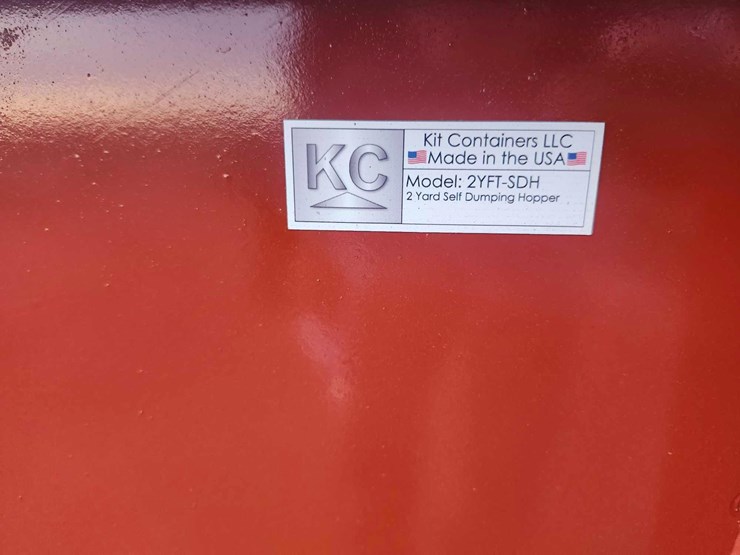 KC
Kit Containers LLC
Made in the USA
Model: 2YFT-SDH
2 Yard Self Dumping Hopper